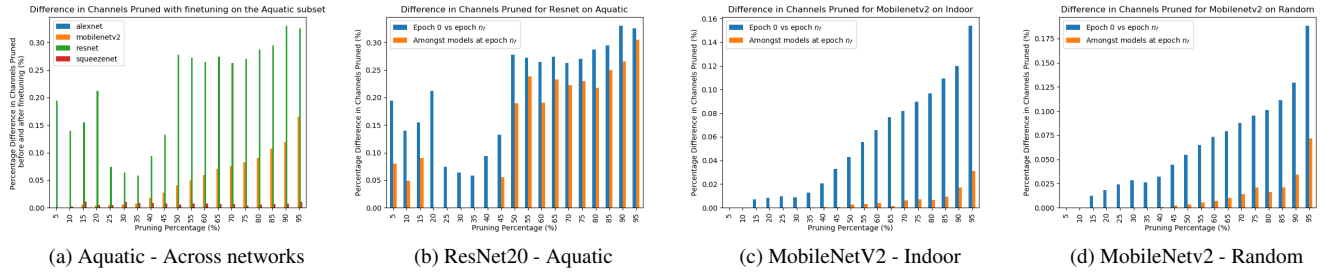 Difference in Channels Pruned with finetuning on the Aquatic subset
alexnet
mobilenetv2
resnet
squeezenet
Percentage Difference in Channels Pruned
before and after finetuning (%)
0.30
0.25
0.20
0.15
0.10
0.05
0.00
5 10 15 20 25 30 35 40 45 50 55 60 65 70 75 80 85 90 95
Pruning Percentage (%)
(a) Aquatic - Across networks
Difference in Channels Pruned for Resnet on Aquatic
Epoch 0 vs epoch nf
Amongst models at epoch nf
Percentage Difference in Channels Pruned (%)
0.30
0.25
0.20
0.15
0.10
0.05
0.00
5 10 15 20 25 30 35 40 45 50 55 60 65 70 75 80 85 90 95
Pruning Percentage (%)
(b) ResNet20 - Aquatic
Difference in Channels Pruned for Mobilenetv2 on Indoor
Epoch 0 vs epoch nf
Amongst models at epoch nf
Percentage Difference in Channels Pruned (%)
0.16
0.14
0.12
0.10
0.08
0.06
0.04
0.02
0.00
5 10 15 20 25 30 35 40 45 50 55 60 65 70 75 80 85 90 95
Pruning Percentage (%)
(c) MobileNetV2 - Indoor
Difference in Channels Pruned for Mobilenetv2 on Random
Epoch 0 vs epoch nf
Amongst models at epoch nf
Percentage Difference in Channels Pruned (%)
0.175
0.150
0.125
0.100
0.075
0.050
0.025
0.000
5 10 15 20 25 30 35 40 45 50 55 60 65 70 75 80 85 90 95
Pruning Percentage (%)
(d) MobileNetv2 - Random